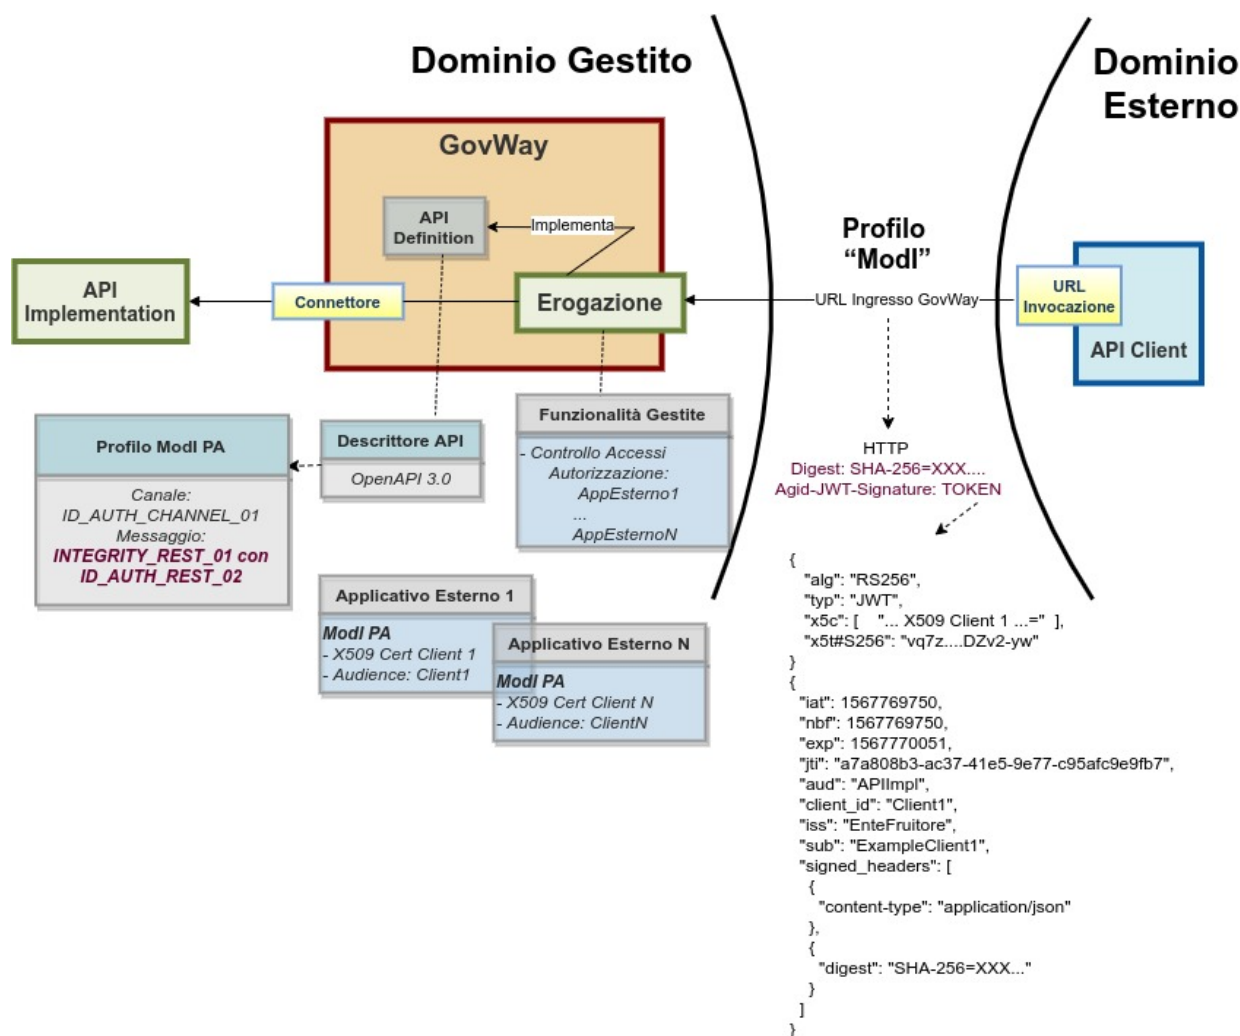 Dominio Gestito
Dominio
Esterno
GovWay
API
Definition
Implementa
Profilo
“ModI”
API
Implementation
Connettore
Erogazione
URL Ingresso GovWay
URL
Invocazione
API Client
Profilo ModI PA
Canale:
ID_AUTH_CHANNEL_01
Messaggio:
INTEGRITY_REST_01 con
ID_AUTH_REST_02
Descrittore API
OpenAPI 3.0
Funzionalità Gestite
- Controllo Accessi
Autorizzazione:
AppEsterno1
...
AppEsternoN
HTTP
Digest: SHA-256=XXX....
Agid-JWT-Signature: TOKEN
Applicativo Esterno 1
ModI PA
- X509 Cert Client 1
- Audience: Client1
Applicativo Esterno N
ModI PA
- X509 Cert Client N
- Audience: ClientN
{
"alg": "RS256",
"typ": "JWT",
"x5c": [ "... X509 Client 1 ...=" ],
"x5t#S256": "vq7z....DZv2-yw"
}
{
"iat": 1567769750,
"nbf": 1567769750,
"exp": 1567770051,
"jti": "a7a808b3-ac37-41e5-9e77-c95afc9e9fb7",
"aud": "APIImpl",
"client_id": "Client1",
"iss": "EnteFruitore",
"sub": "ExampleClient1",
"signed_headers": [
{
"content-type": "application/json"
},
{
"digest": "SHA-256=XXX..."
}
]
}